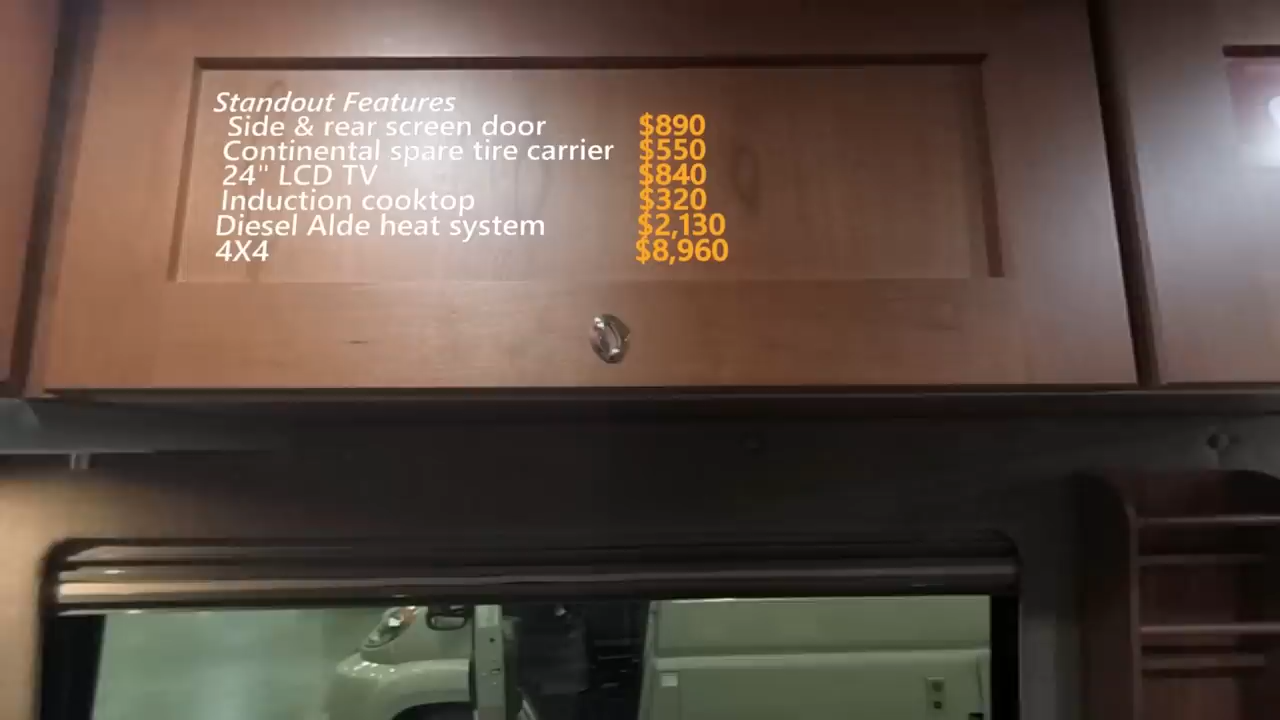 Standout Features
Side & rear screen door $890
Continental spare tire carrier $550
24" LCD TV $840
Induction cooktop $320
Diesel Alde heat system $2,130
4X4 $8,960